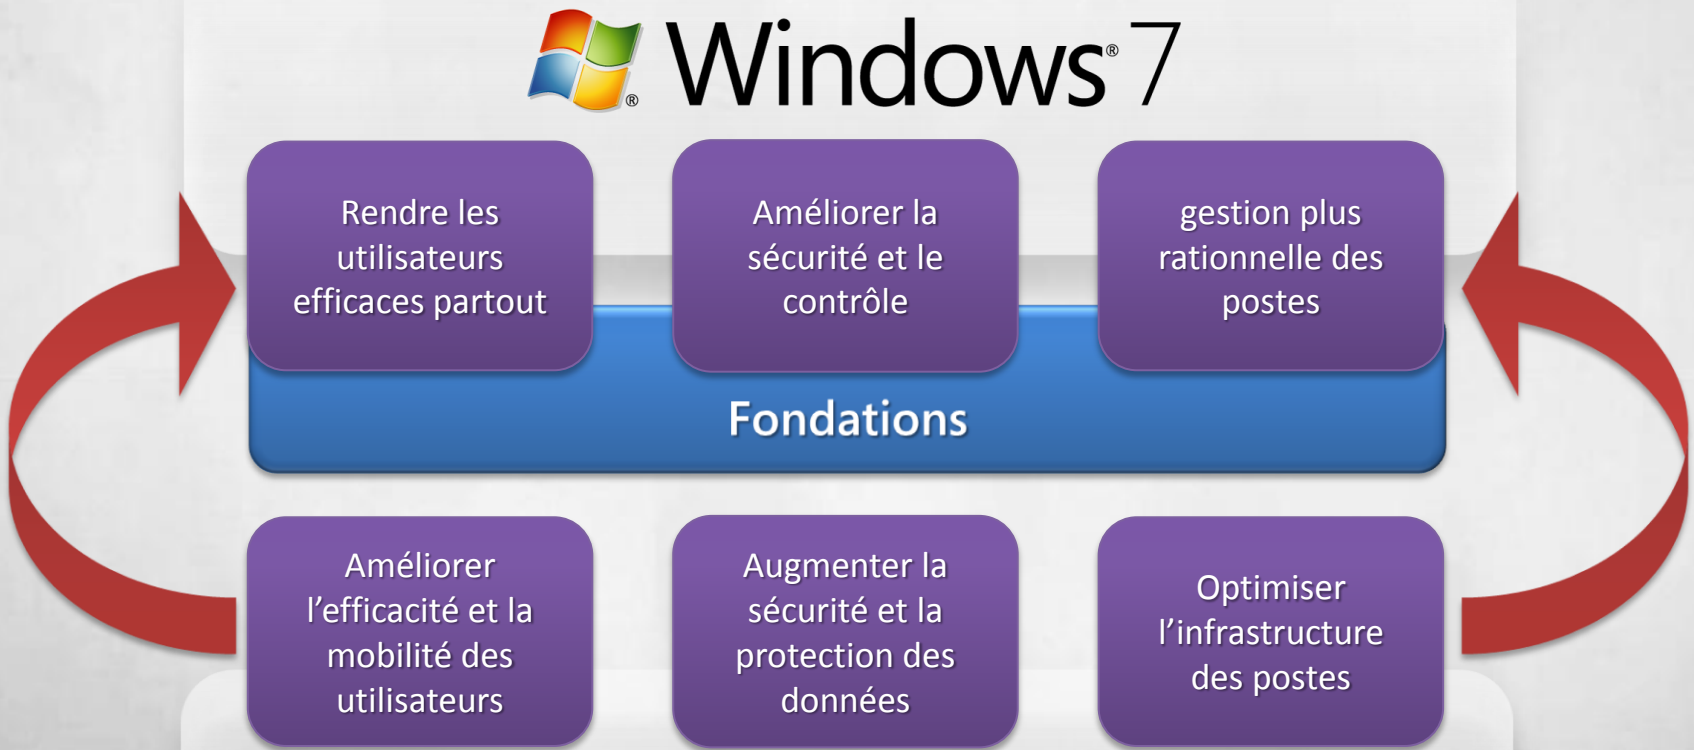 Windows® 7
®
Rendre les
utilisateurs
efficaces partout
Améliorer la
sécurité et le
contrôle
gestion plus
rationnelle des
postes
Fondations
Améliorer
l’efficacité et la
mobilité des
utilisateurs
Augmenter la
sécurité et la
protection des
données
Optimiser
l’infrastructure
des postes